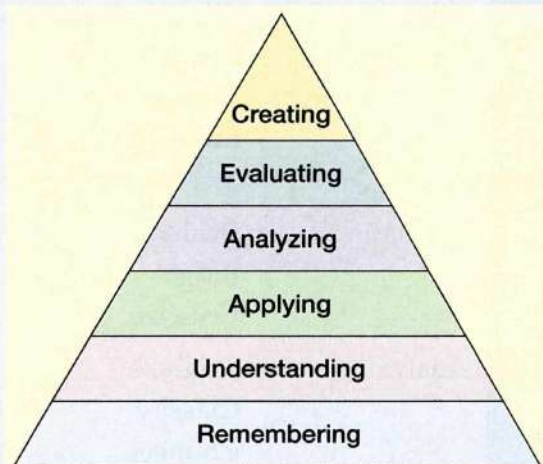 Creating
Evaluating
Analyzing
Applying
Understanding
Remembering